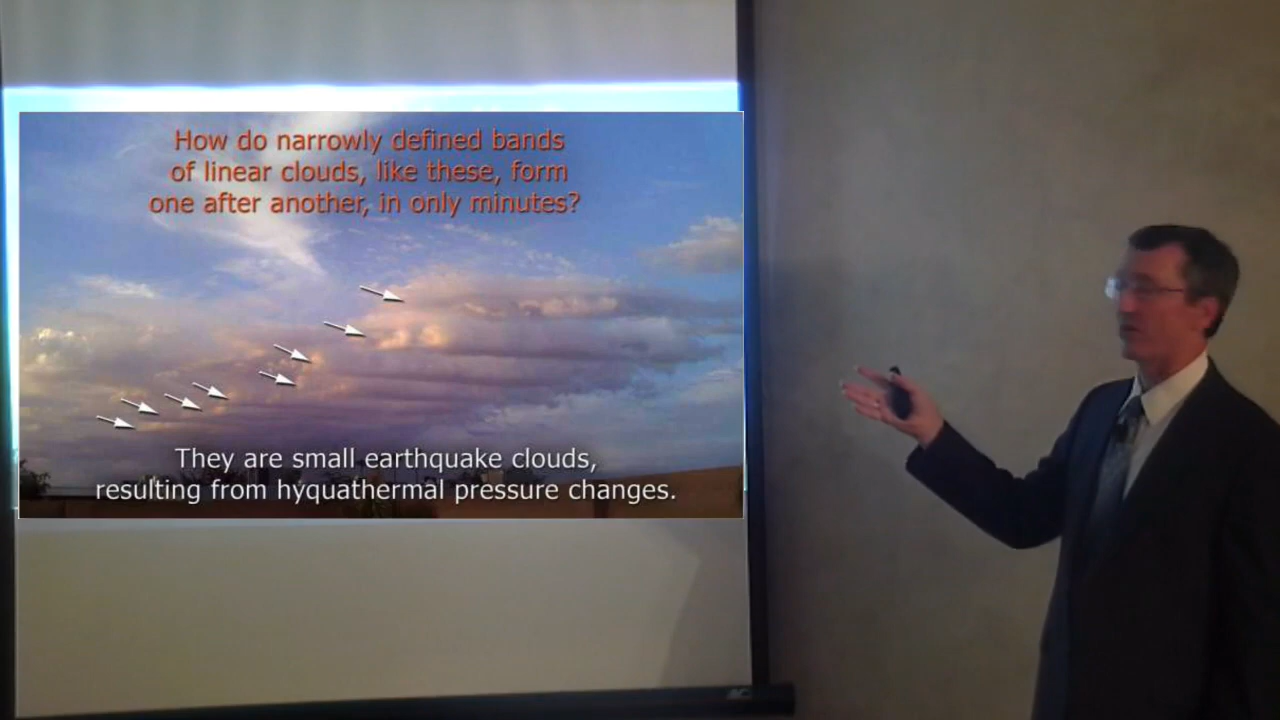 How do narrowly defined bands
of linear clouds, like these, form
one after another, in only minutes?
They are small earthquake clouds,
resulting from hyquathermal pressure changes.